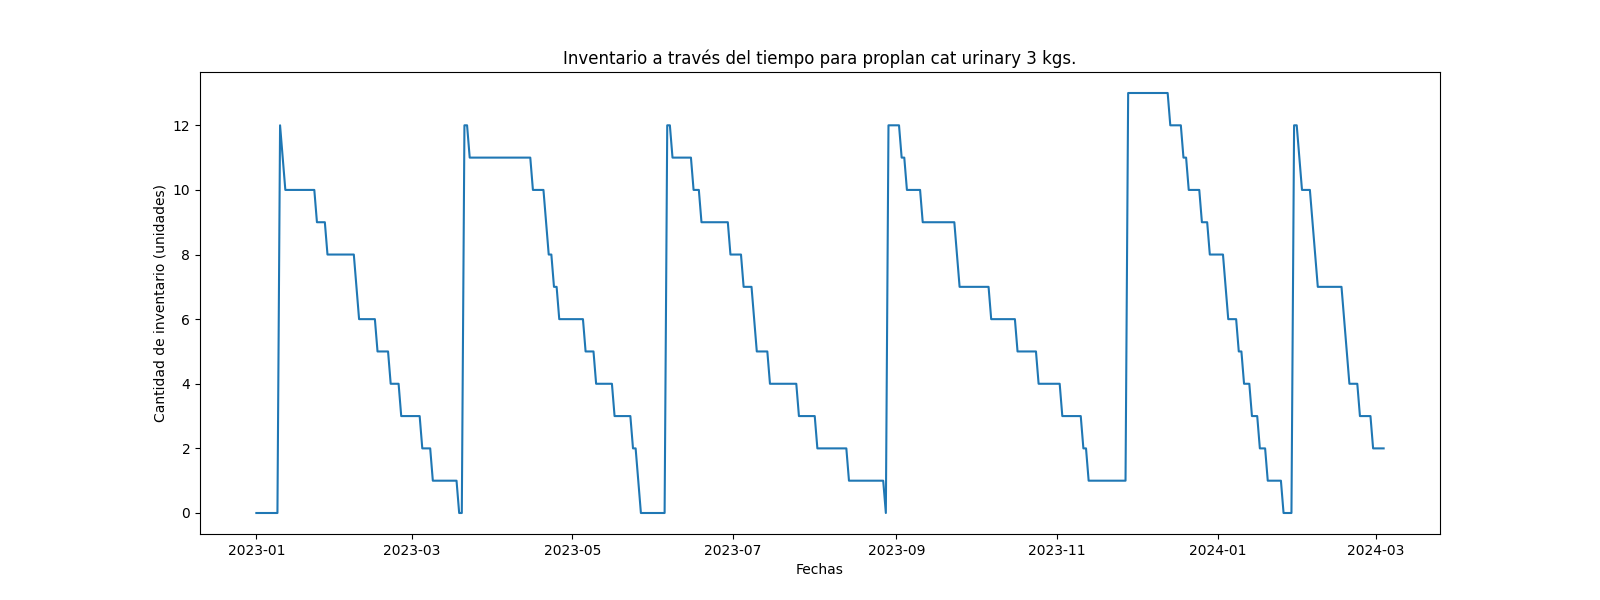 Inventario a través del tiempo para proplan cat urinary 3 kgs.
Cantidad de inventario (unidades)
12
10
8
6
4
2
0
2023-01 2023-03 2023-05 2023-07 2023-09 2023-11 2024-01 2024-03
Fechas